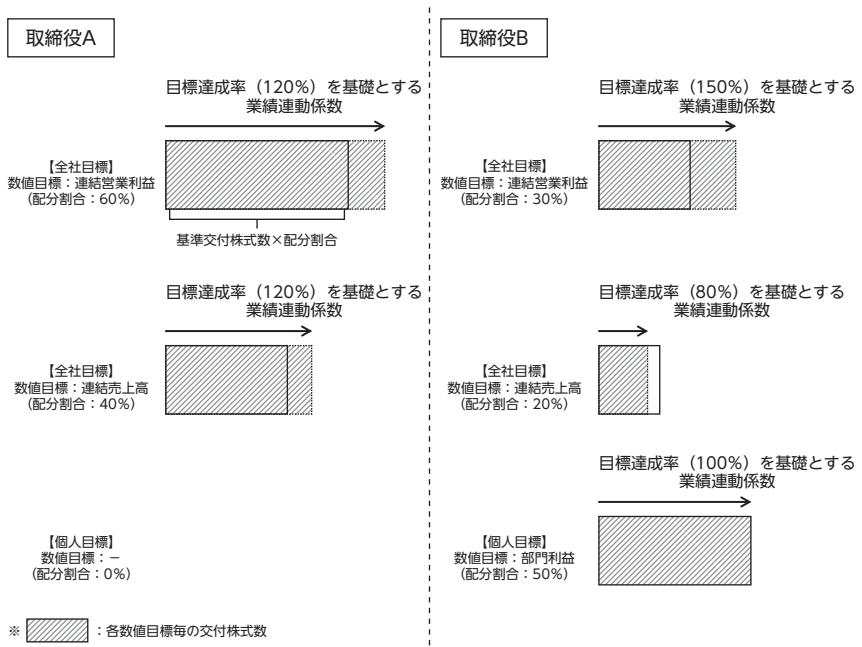 取締役A
目標達成率（120%）を基礎とする
業績連動係数
【全社目標】
数値目標：連結営業利益
（配分割合：60%）
基準交付株式数×配分割合
目標達成率（120%）を基礎とする
業績連動係数
【全社目標】
数値目標：連結売上高
（配分割合：40%）
【個人目標】
数値目標：－
（配分割合：0%）
※　：各数値目標毎の交付株式数
取締役B
目標達成率（150%）を基礎とする
業績連動係数
【全社目標】
数値目標：連結営業利益
（配分割合：30%）
目標達成率（80%）を基礎とする
業績連動係数
【全社目標】
数値目標：連結売上高
（配分割合：20%）
目標達成率（100%）を基礎とする
業績連動係数
【個人目標】
数値目標：部門利益
（配分割合：50%）